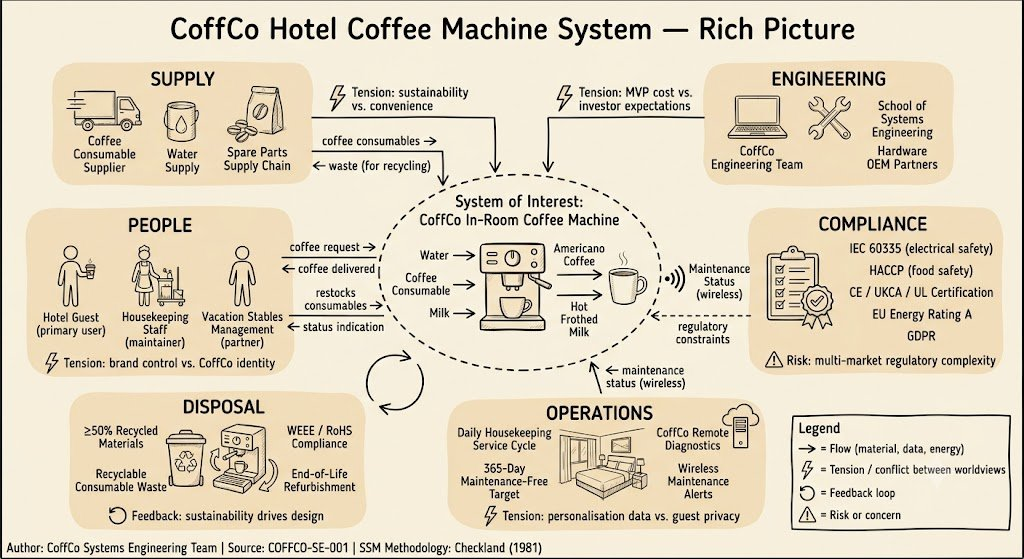 CoffCo Hotel Coffee Machine System — Rich Picture
SUPPLY
Coffee
Consumable
Supplier
Water
Supply
Spare Parts
Supply Chain
Tension: sustainability
vs. convenience
coffee consumables
waste (for recycling)
Tension: MVP cost vs.
investor expectations
ENGINEERING
CoffCo
Engineering Team
School of
Systems
Engineering
Hardware
OEM Partners
PEOPLE
Hotel Guest
(primary user)
Housekeeping
Staff
(maintainer)
Vacation Stables
Management
(partner)
Tension: brand control vs. CoffCo identity
coffee request
coffee delivered
restocks
consumables
status indication
System of Interest:
CoffCo In-Room Coffee Machine
Water
Coffee
Consumable
Milk
Americano
Coffee
Hot
Frothed
Milk
Maintenance
Status
(wireless)
regulatory
constraints
COMPLIANCE
IEC 60335 (electrical safety)
HACCP (food safety)
CE / UKCA / UL Certification
EU Energy Rating A
GDPR
Risk: multi-market regulatory complexity
DISPOSAL
≥50% Recycled
Materials
Recyclable
Consumable Waste
WEEE / RoHS
Compliance
End-of-Life
Refurbishment
Feedback: sustainability drives design
maintenance
status (wireless)
OPERATIONS
Daily Housekeeping
Service Cycle
365-Day
Maintenance-Free
Target
CoffCo Remote
Diagnostics
Wireless
Maintenance
Alerts
Tension: personalisation data vs. guest privacy
Legend
= Flow (material, data, energy)
= Tension / conflict between worldviews
= Feedback loop
= Risk or concern
Author: CoffCo Systems Engineering Team | Source: COFFCO-SE-001 | SSM Methodology: Checkland (1981)